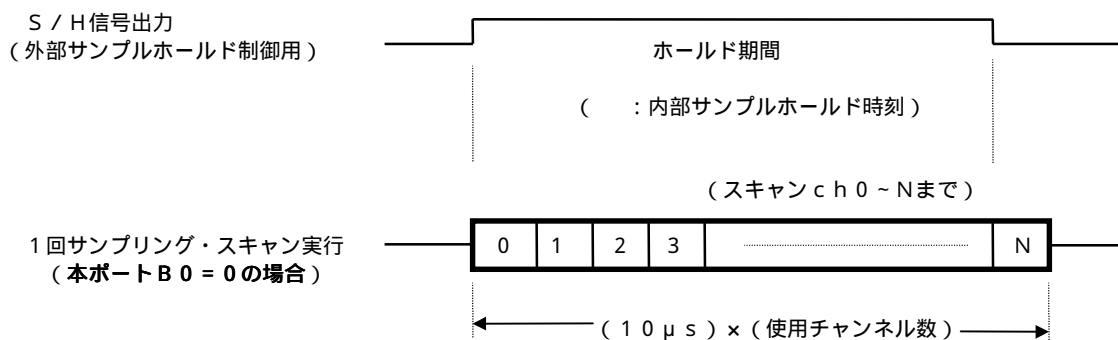 S/H信号出力
(外部サンプルホールド制御用)
ホールド期間
( :内部サンプルホールド時刻)
(スキャンch0~Nまで)
1回サンプリング・スキャン実行
(本ポートB0=0の場合)
0 1 2 3 N
(10μs)×(使用チャンネル数)